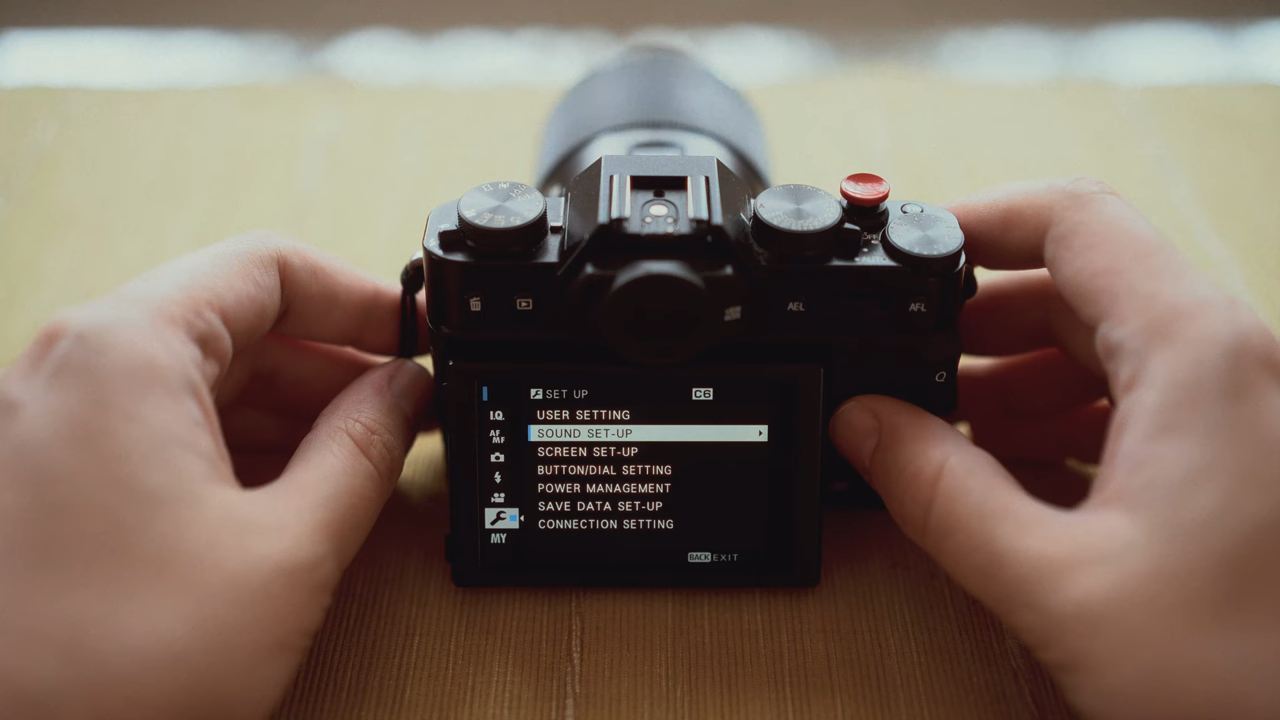 AEL
AFL
Q
SET UP C6
I.Q.
USER SETTING
AF
MF
SOUND SET-UP
SCREEN SET-UP
BUTTON/DIAL SETTING
POWER MANAGEMENT
SAVE DATA SET-UP
CONNECTION SETTING
MY
BACK EXIT